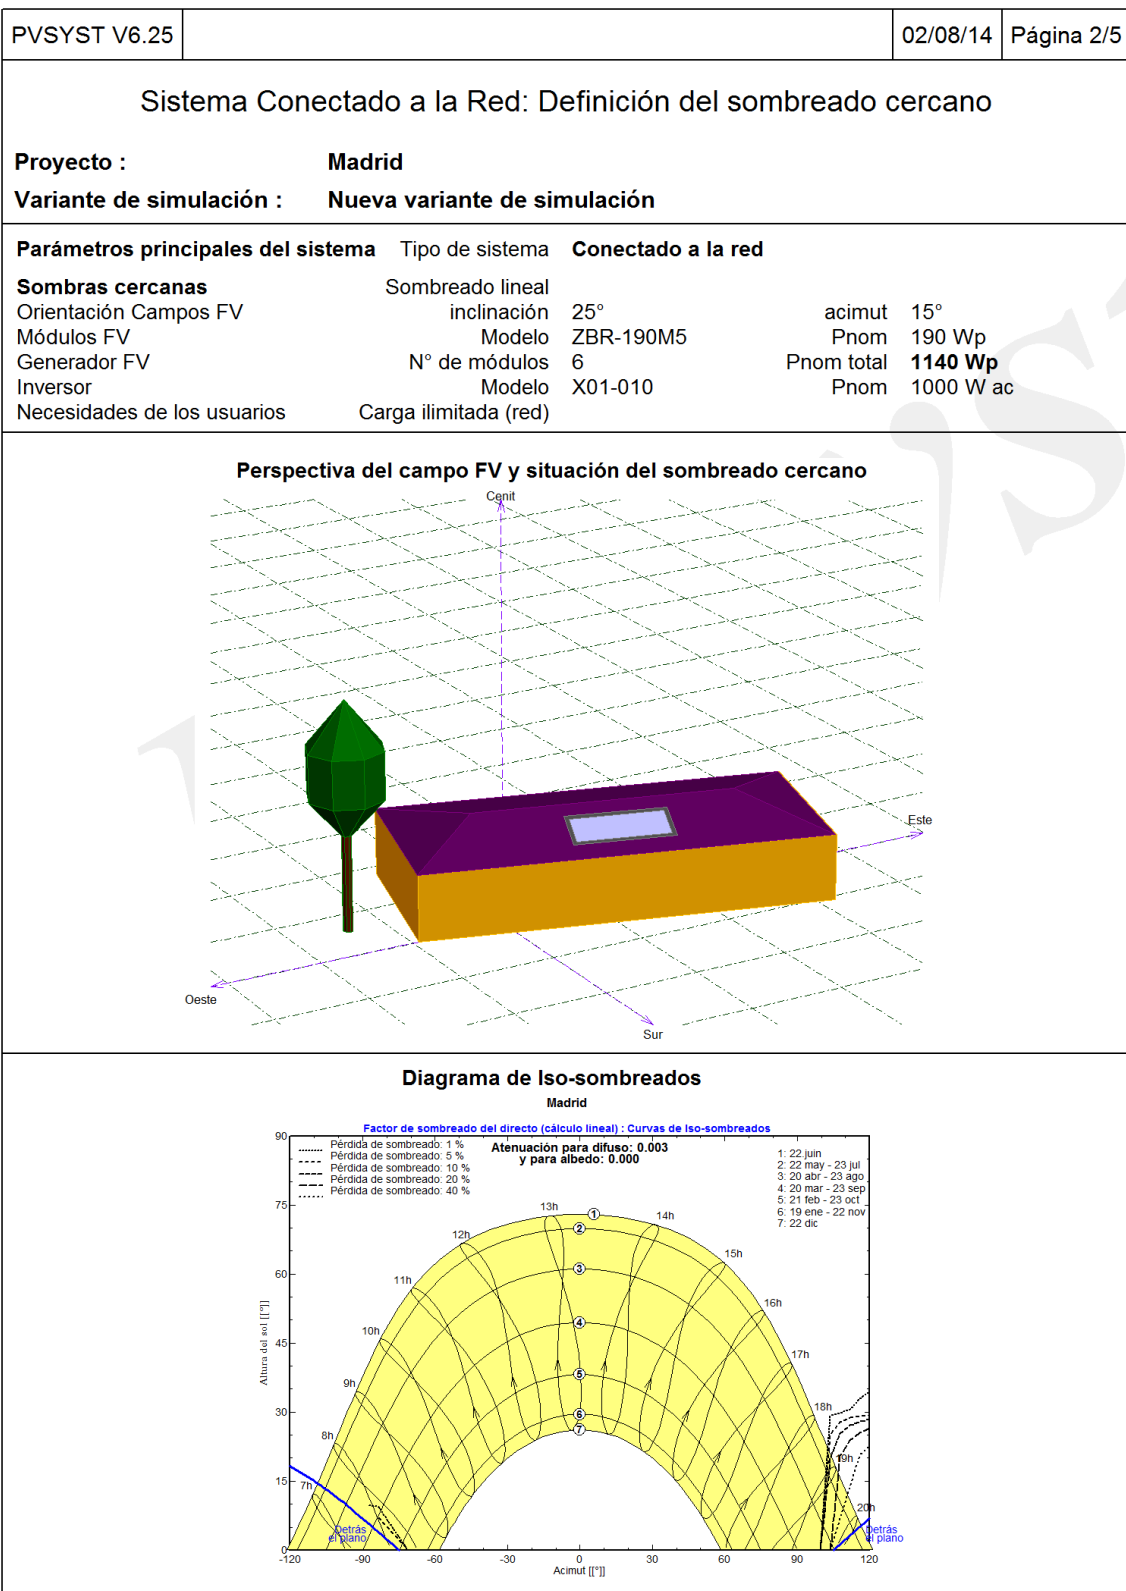 PVSYST V6.25 02/08/14 Página 2/5
Sistema Conectado a la Red: Definición del sombreado cercano
Proyecto : Madrid
Variante de simulación : Nueva variante de simulación
Parámetros principales del sistema Tipo de sistema Conectado a la red
Sombras cercanas Sombreado lineal
Orientación Campos FV inclinación 25° acimut 15°
Módulos FV Modelo ZBR-190M5 Pnom 190 Wp
Generador FV N° de módulos 6 Pnom total 1140 Wp
Inversor Modelo X01-010 Pnom 1000 W ac
Necesidades de los usuarios Carga ilimitada (red)
Perspectiva del campo FV y situación del sombreado cercano
Cenit
Este
Oeste
Sur
Diagrama de Iso-sombreados
Madrid
Factor de sombreado del directo (cálculo lineal) : Curvas de Iso-sombreados
Pérdida de sombreado: 1 %
Pérdida de sombreado: 5 %
Pérdida de sombreado: 10 %
Pérdida de sombreado: 20 %
Pérdida de sombreado: 40 %
Atenuación para difuso: 0.003
y para albedo: 0.000
1: 22 juin
2: 22 may - 23 jul
3: 20 abr - 23 ago
4: 20 mar - 23 sep
5: 21 feb - 23 oct
6: 19 ene - 22 nov
7: 22 dic
90
75
60
45
30
15
0
Altura del sol [[°]]
7h
8h
9h
10h
11h
12h
13h
14h
15h
16h
17h
18h
19h
20h
1
2
3
4
5
6
7
Detrás
el plano
Detrás
el plano
-120 -90 -60 -30 0 30 60 90 120
Acimut [[°]]